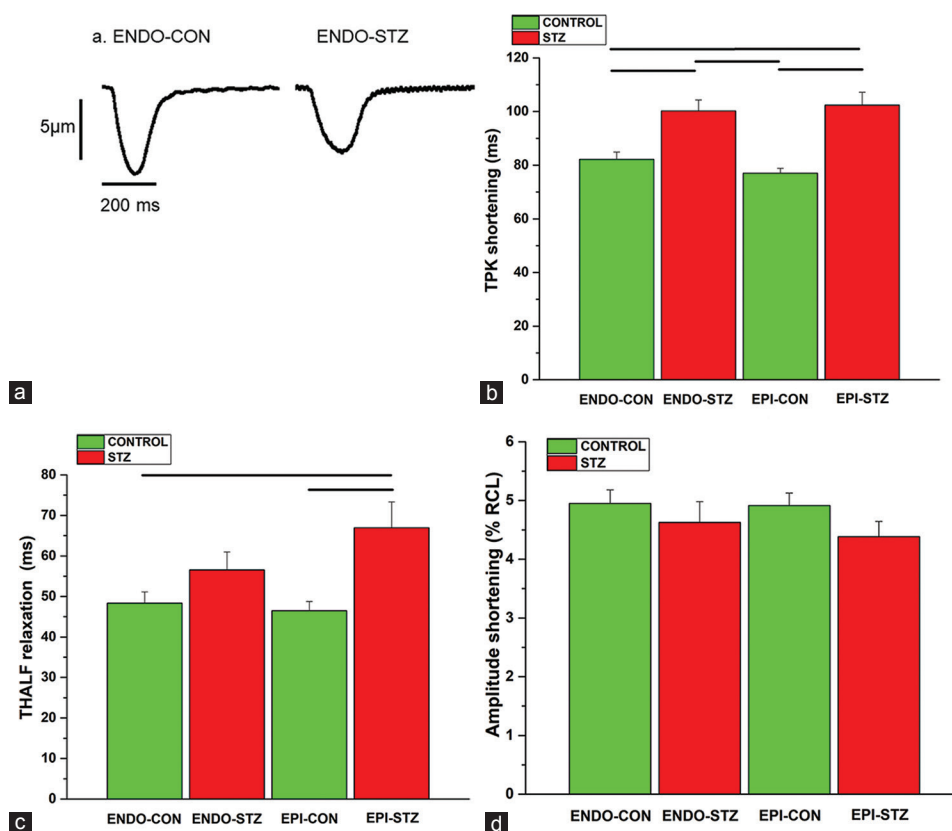 a. ENDO-CON ENDO-STZ
5µm
200 ms
a
CONTROL
STZ
TPK shortening (ms)
120
100
80
60
40
20
0
ENDO-CON ENDO-STZ EPI-CON EPI-STZ
b
CONTROL
STZ
THALF relaxation (ms)
80
70
60
50
40
30
20
10
0
ENDO-CON ENDO-STZ EPI-CON EPI-STZ
c
CONTROL
STZ
Amplitude shortening (% RCL)
6
5
4
3
2
1
0
ENDO-CON ENDO-STZ EPI-CON EPI-STZ
d